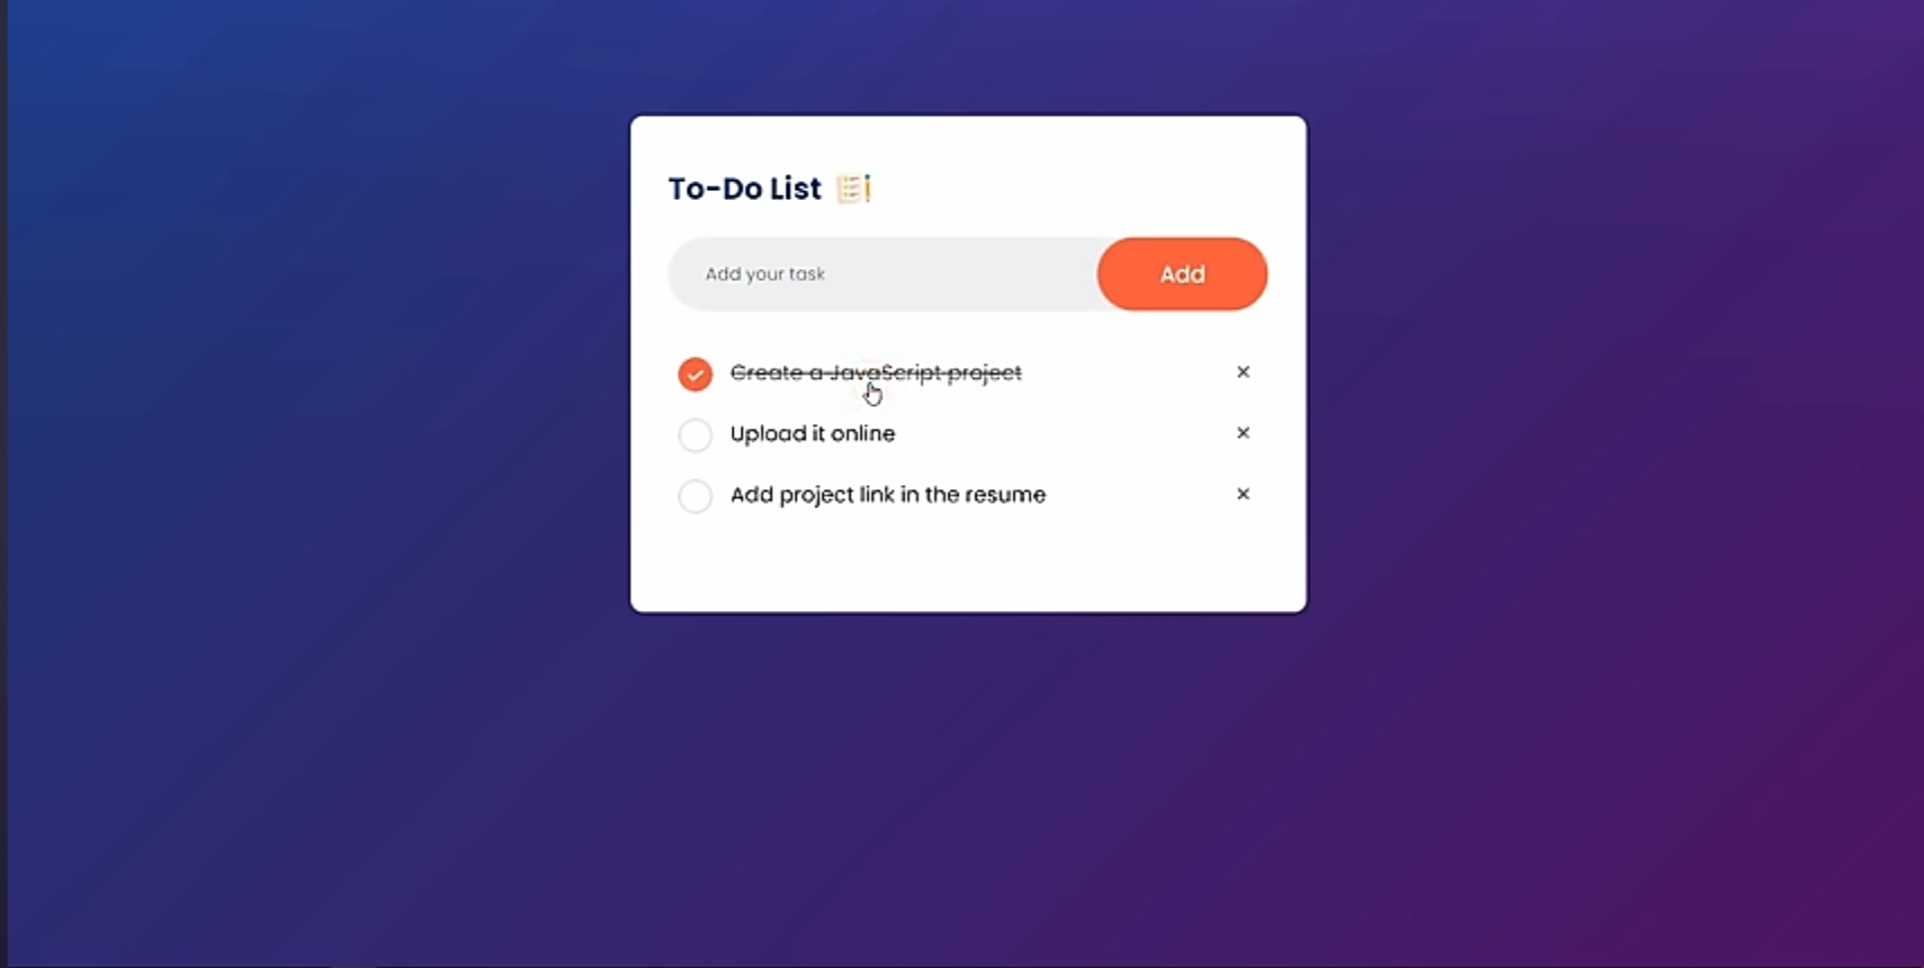 To-Do List
Add your task
Add
Create a JavaScript project
Upload it online
Add project link in the resume